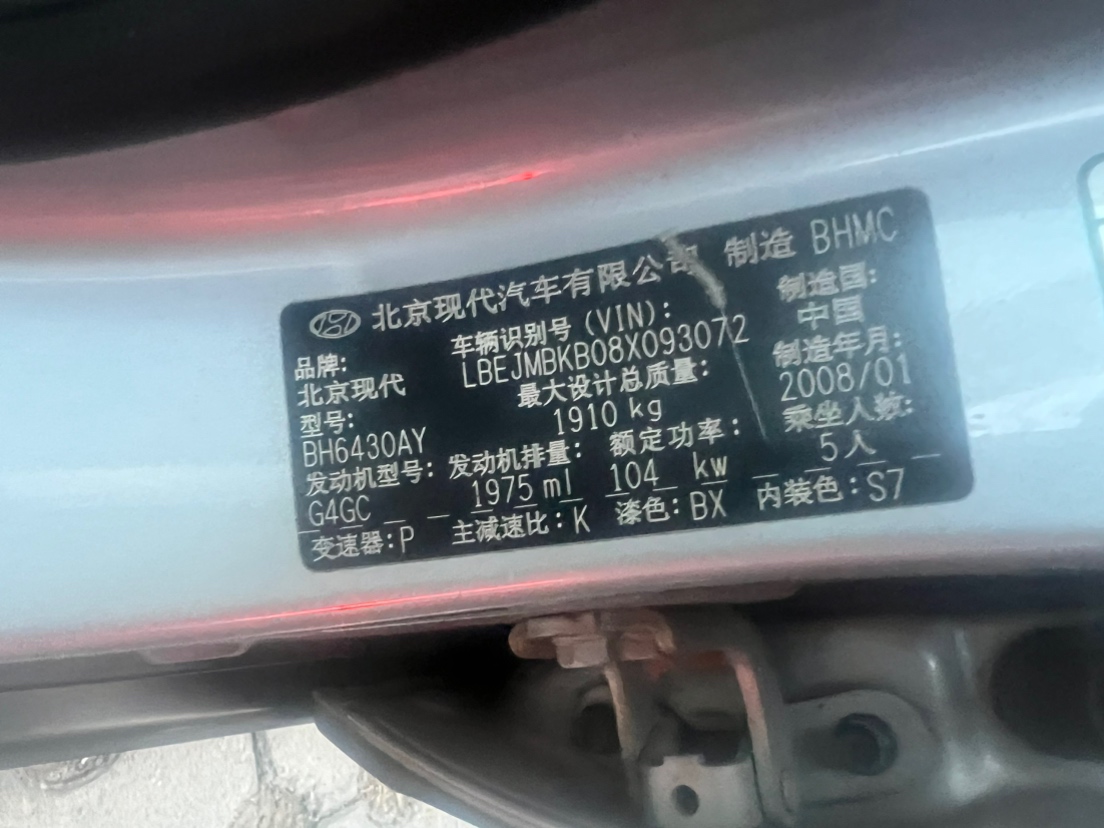 北京现代汽车有限公司 制造 BHMC
品牌: 车辆识别号 (VIN): 制造国:
北京现代 LBEJMBKB08X093072 中国
型号: 最大设计总质量: 制造年月:
BH6430AY 1910 kg 2008/01
发动机型号: 发动机排量: 额定功率: 乘坐人数:
G4GC 1975 ml 104 kw 5人
变速器: P 主减速比: K 漆色: BX 内装色: S7